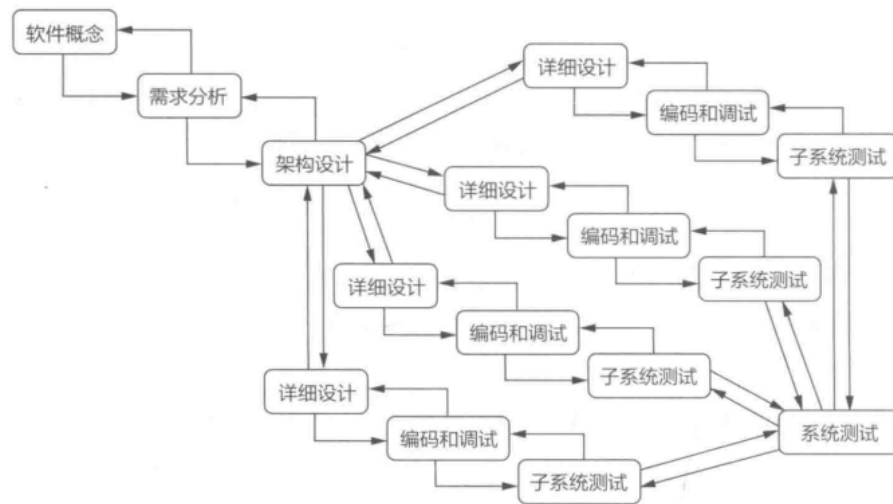 软件概念
需求分析
架构设计
详细设计
编码和调试
子系统测试
详细设计
编码和调试
子系统测试
详细设计
编码和调试
子系统测试
详细设计
编码和调试
子系统测试
系统测试